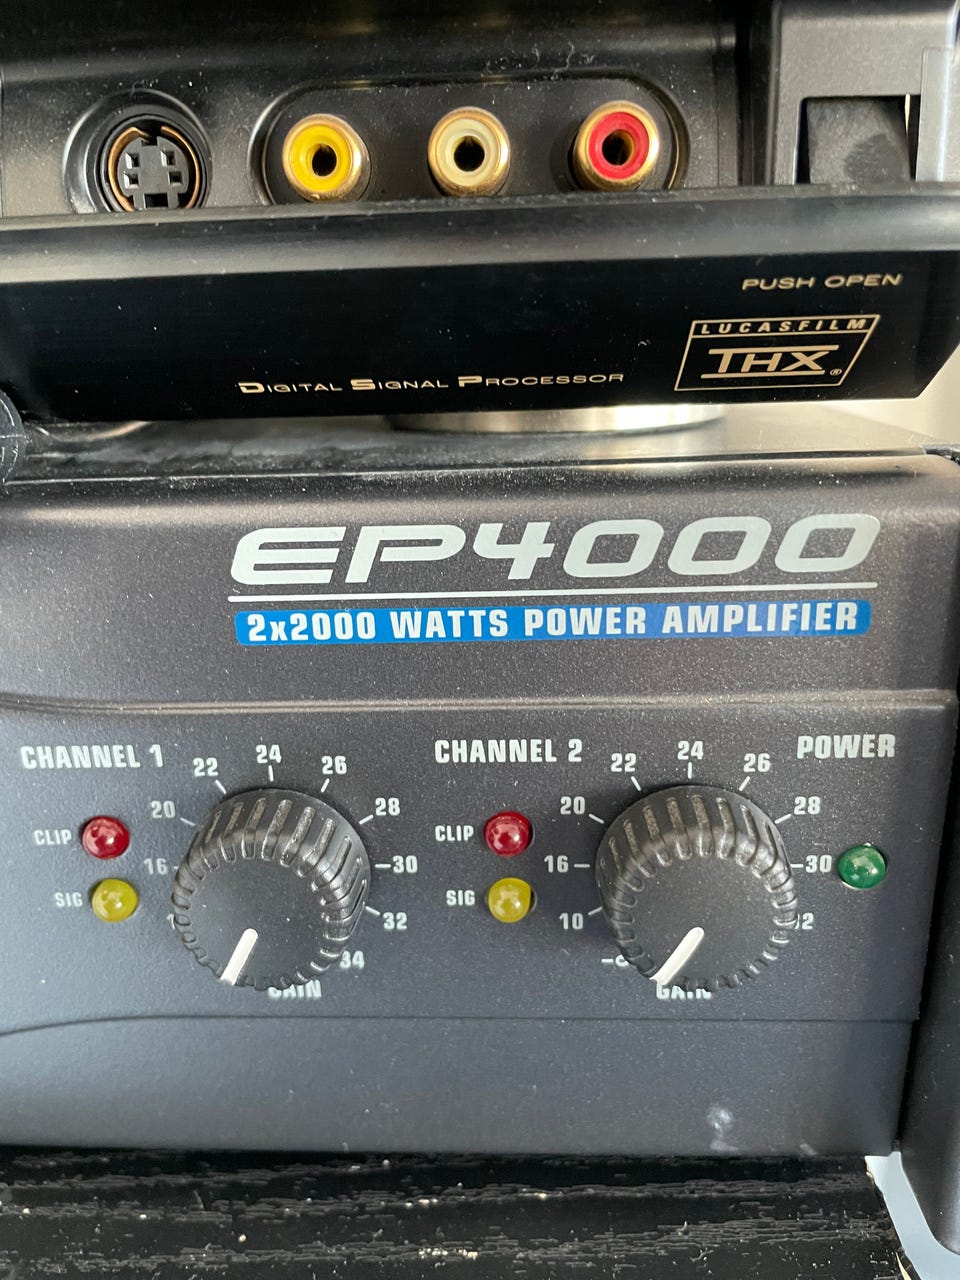 PUSH OPEN
LUCASFILM
THX®
DIGITAL SIGNAL PROCESSOR
EP4000
2x2000 WATTS POWER AMPLIFIER
CHANNEL 1
CHANNEL 2
POWER
22 24 26
22 24 26
20 28
20 28
CLIP
CLIP
16 30
16 30
SIG
SIG
32
10
34
GAIN
GAIN